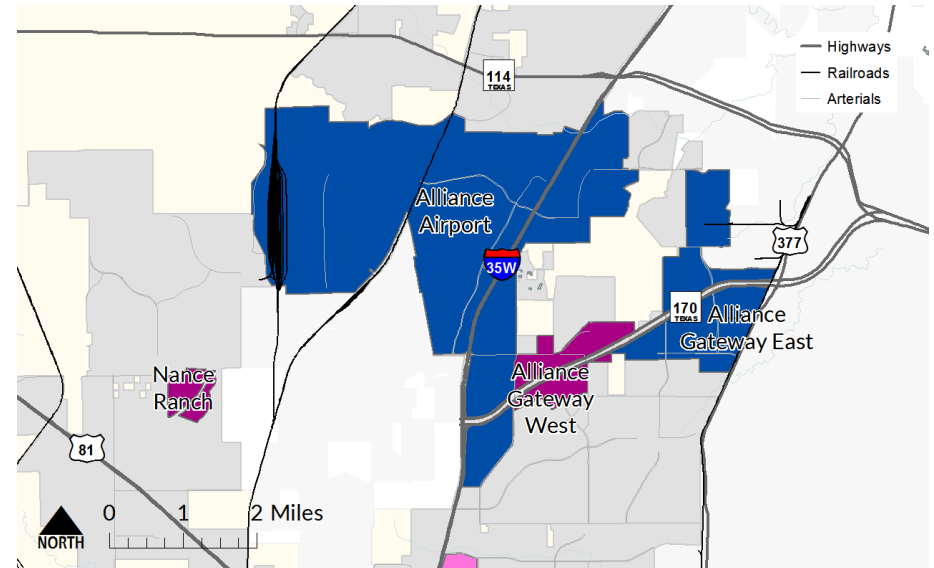 Highways
Railroads
Arterials
114
TEXAS
Alliance
Airport
377
35W
170
TEXAS
Alliance
Gateway East
Nance
Ranch
Alliance
Gateway
West
81
0 1 2 Miles
NORTH